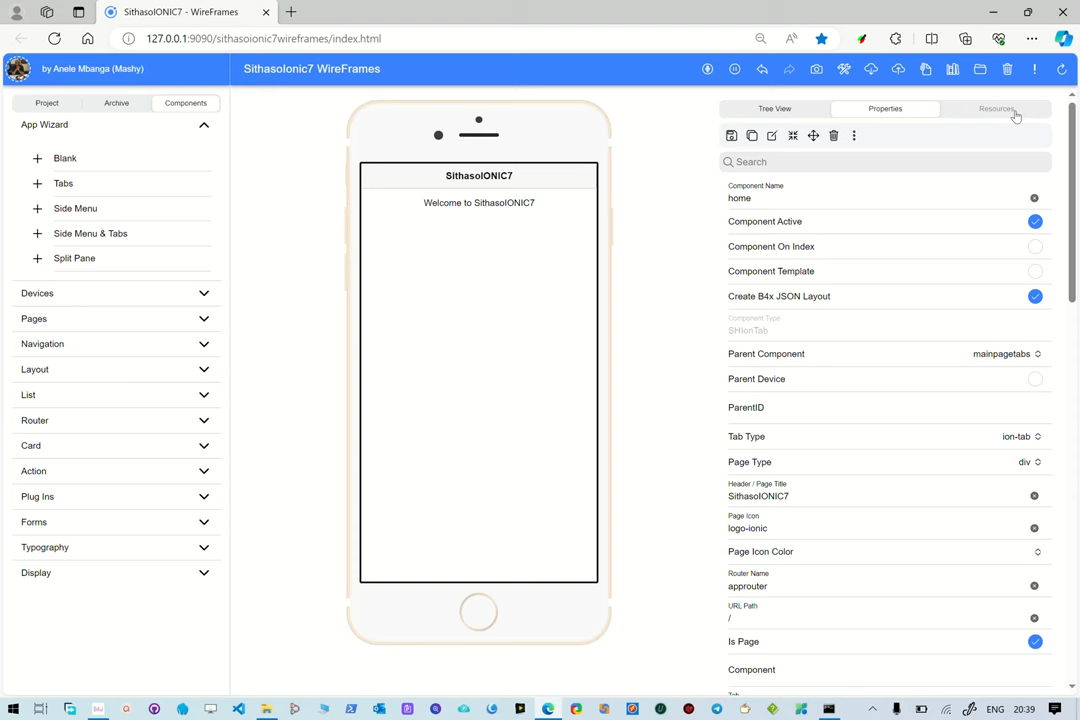 SithasoIONIC7 - WireFrames
127.0.0.1:9090/sithasoionic7wireframes/index.html
by Anele Mbanga (Mashy)
SithasoIonic7 WireFrames
Project
Archive
Components
App Wizard
Blank
Tabs
Side Menu
Side Menu & Tabs
Split Pane
Devices
Pages
Navigation
Layout
List
Router
Card
Action
Plug Ins
Forms
Typography
Display
SithasoIONIC7
Welcome to SithasoIONIC7
Tree View
Properties
Resources
Search
Component Name
home
Component Active
Component On Index
Component Template
Create B4x JSON Layout
Component Type
SHIonTab
Parent Component
mainpagetabs
Parent Device
ParentID
Tab Type
ion-tab
Page Type
div
Header / Page Title
SithasoIONIC7
Page Icon
logo-ionic
Page Icon Color
Router Name
approuter
URL Path
/
Is Page
Component
ENG
20:39